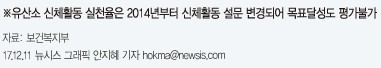 ※유산소 신체활동 실천율은 2014년부터 신체활동 설문 변경되어 목표달성도 평가불가
자료: 보건복지부
17.12.11 뉴시스 그래픽 안지혜 기자 hokma@newsis.com